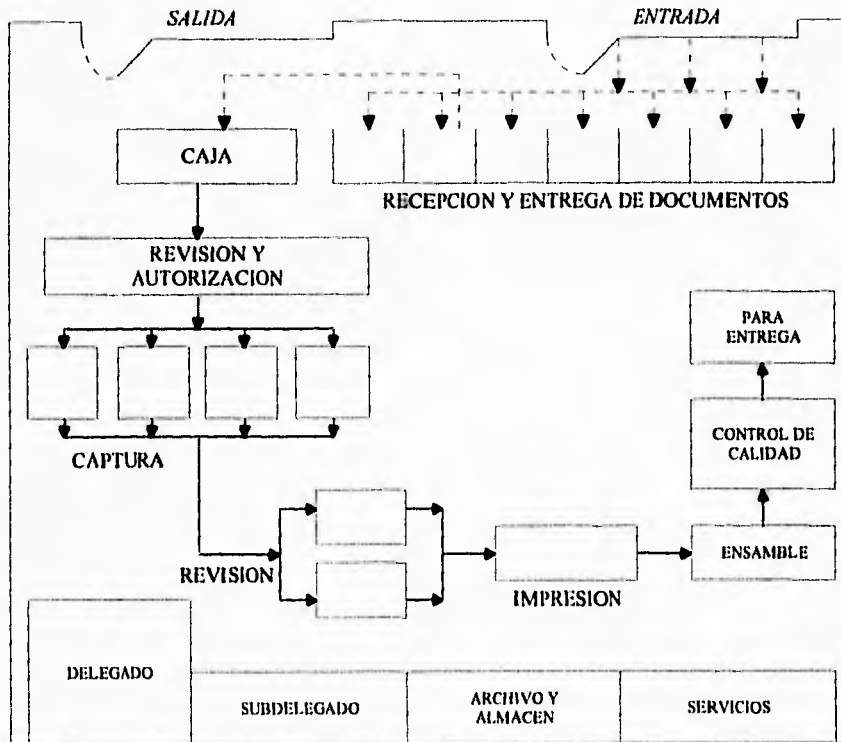 SALIDA
ENTRADA
CAJA
RECEPCION Y ENTREGA DE DOCUMENTOS
REVISION Y
AUTORIZACION
PARA
ENTREGA
CONTROL DE
CALIDAD
CAPTURA
REVISION
IMPRESION
ENSAMBLE
DELEGADO
SUBDELEGADO
ARCHIVO Y
ALMACEN
SERVICIOS